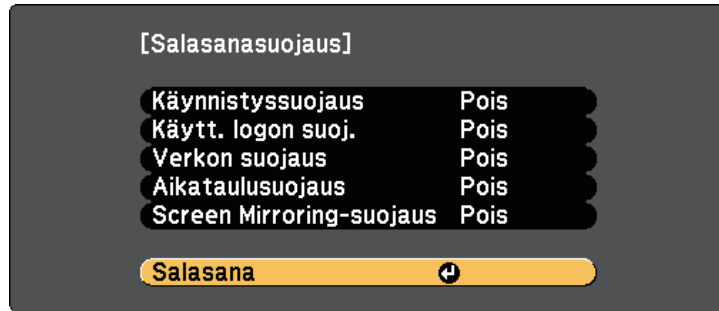 [Salasanasuojaus]
Käynnistyssuojaus Pois
Käytt. logon suoj. Pois
Verkon suojaus Pois
Aikataulusuojaus Pois
Screen Mirroring-suojaus Pois
Salasana